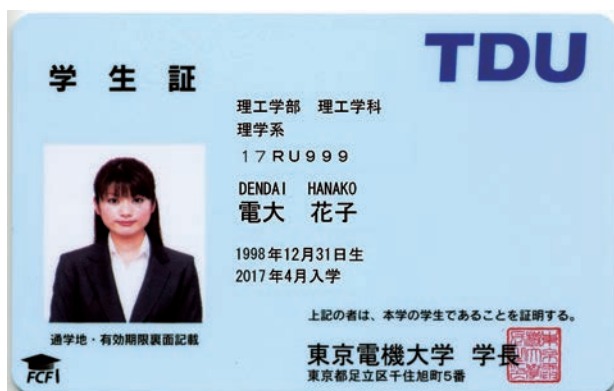 TDU
学生証
理工学部 理工学科
理学系
17RU999
DENDAI HANAKO
電大 花子
1998年12月31日生
2017年4月入学
上記の者は、本学の学生であることを証明する。
通学地・有効期限裏面記載
東京電機大学 学長
東京都足立区千住旭町5番
FCF